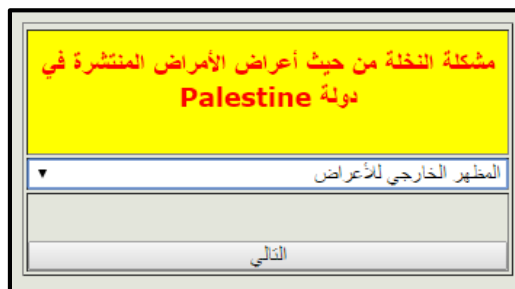 مشكلة النخلة من حيث أعراض الأمراض المنتشرة في
دولة Palestine
المظهر الخارجي للأعراض
التالي